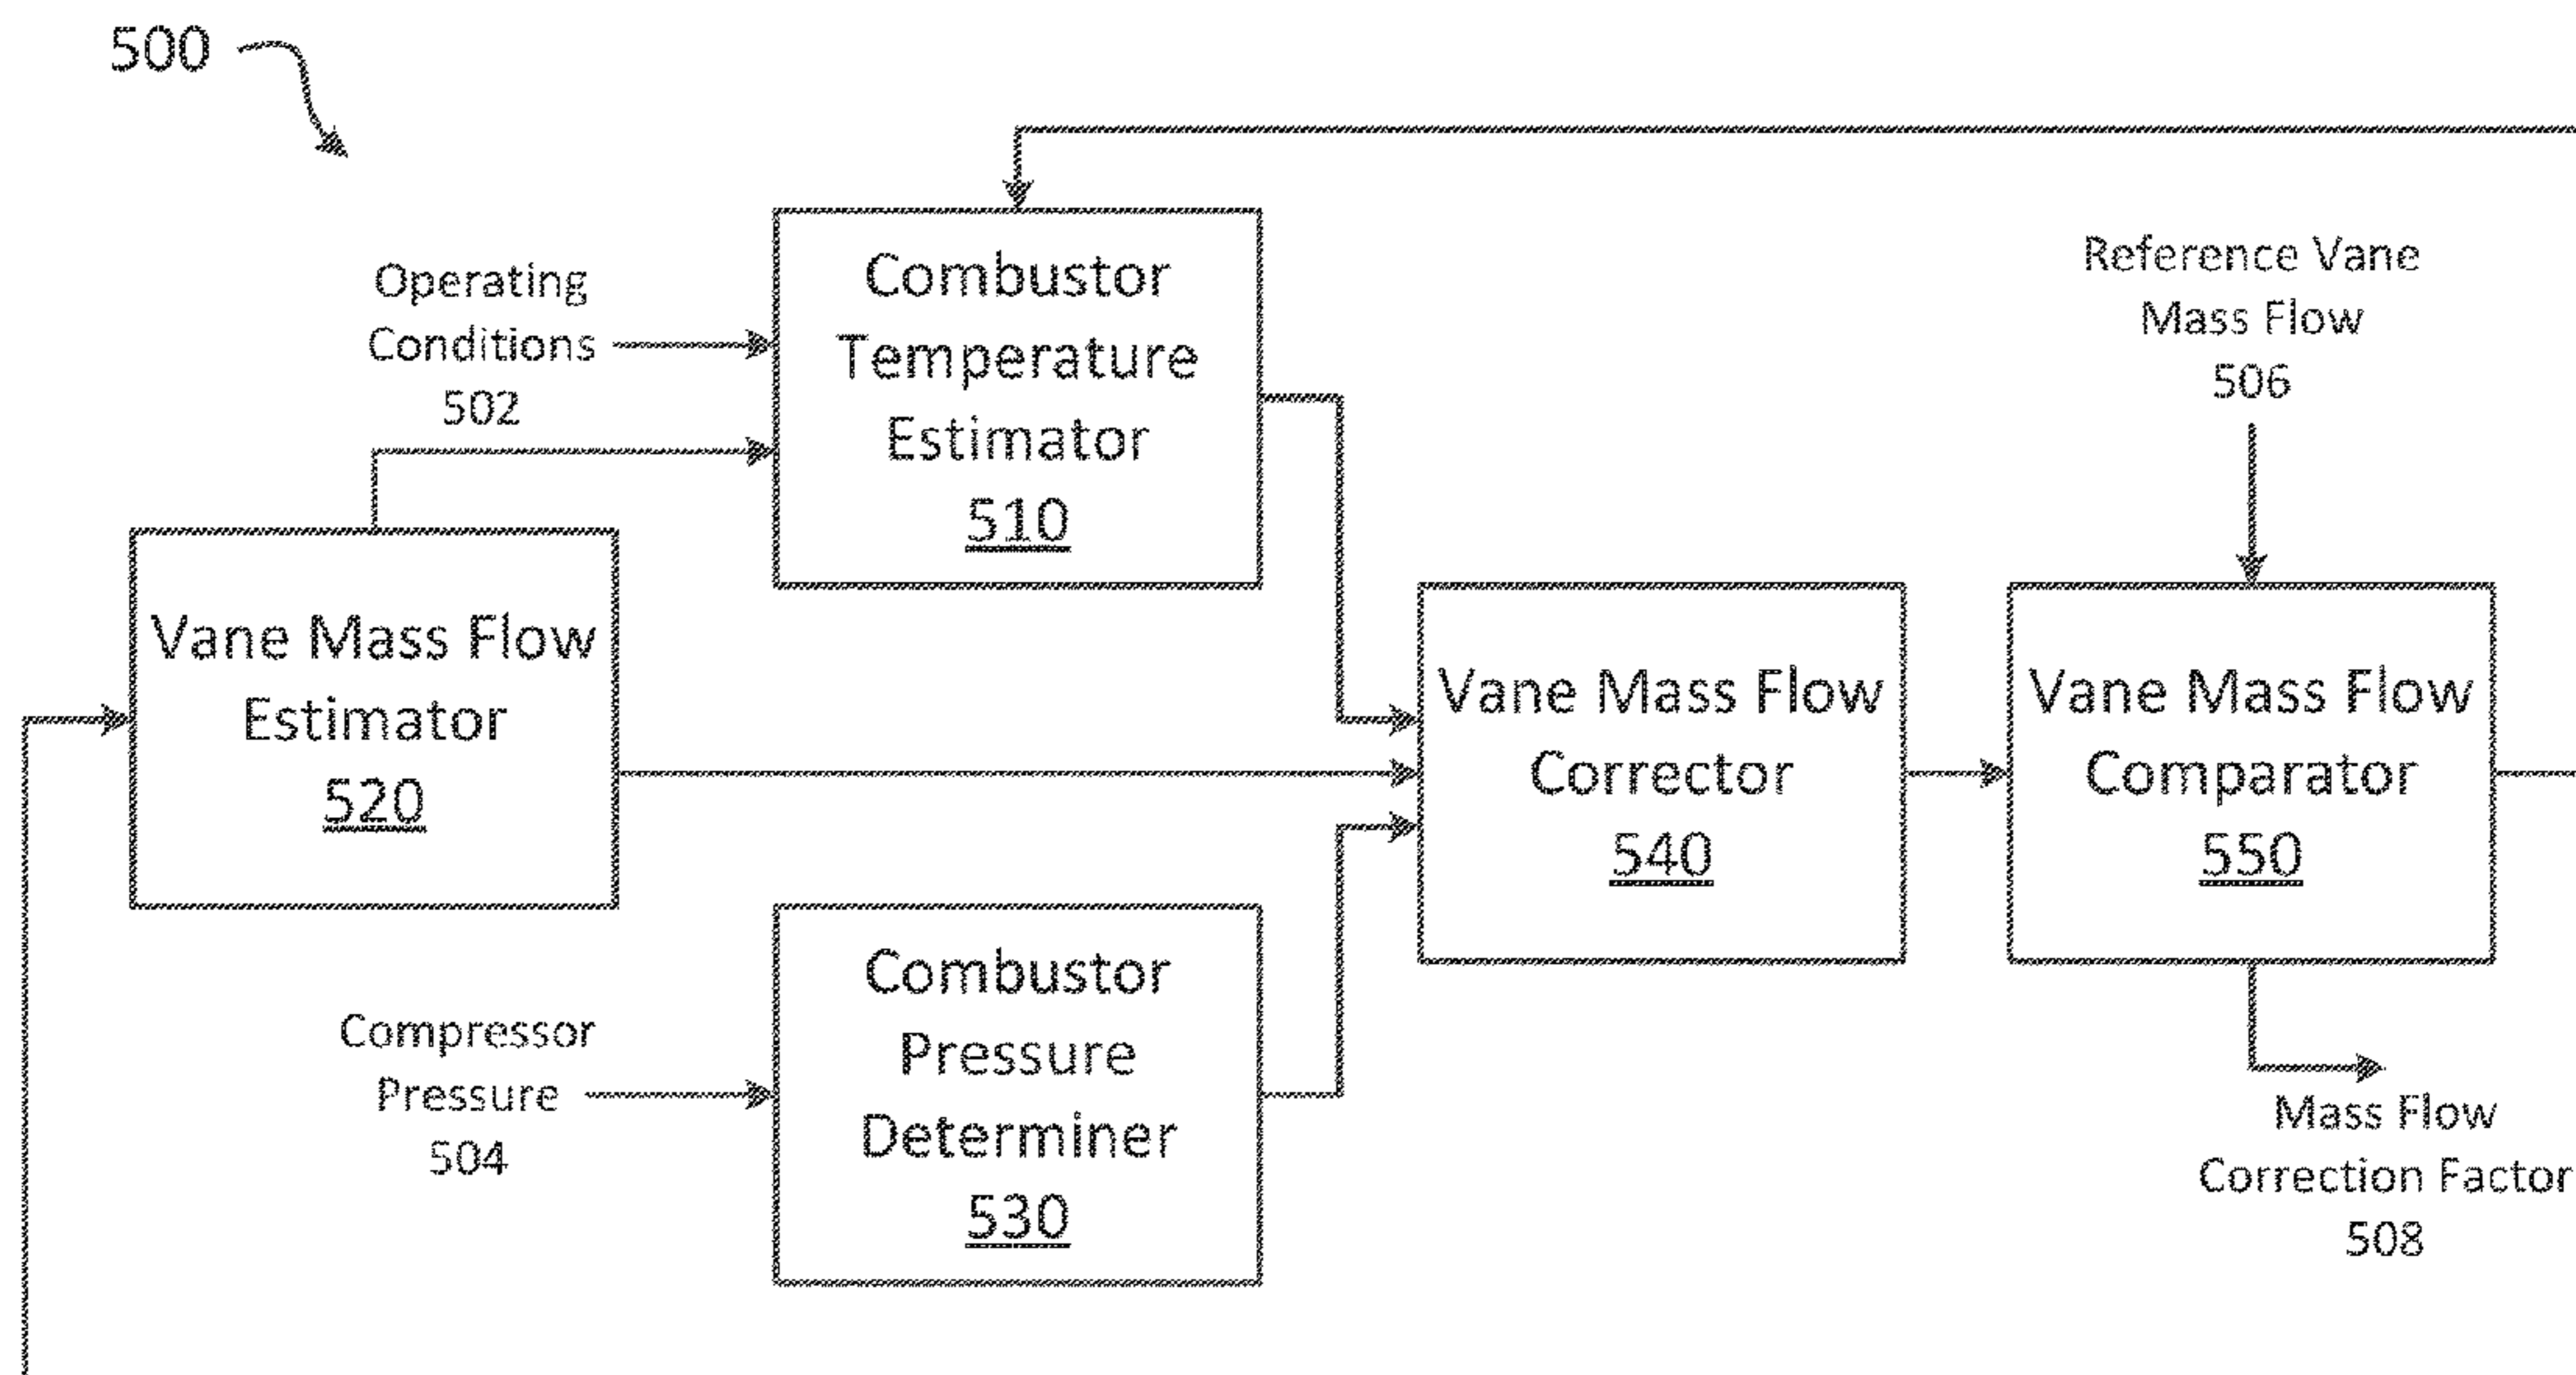 500
Operating
Conditions
502
Combustor
Temperature
Estimator
510
Reference Vane
Mass Flow
506
Vane Mass Flow
Estimator
520
Vane Mass Flow
Corrector
540
Vane Mass Flow
Comparator
550
Compressor
Pressure
504
Combustor
Pressure
Determiner
530
Mass Flow
Correction Factor
508